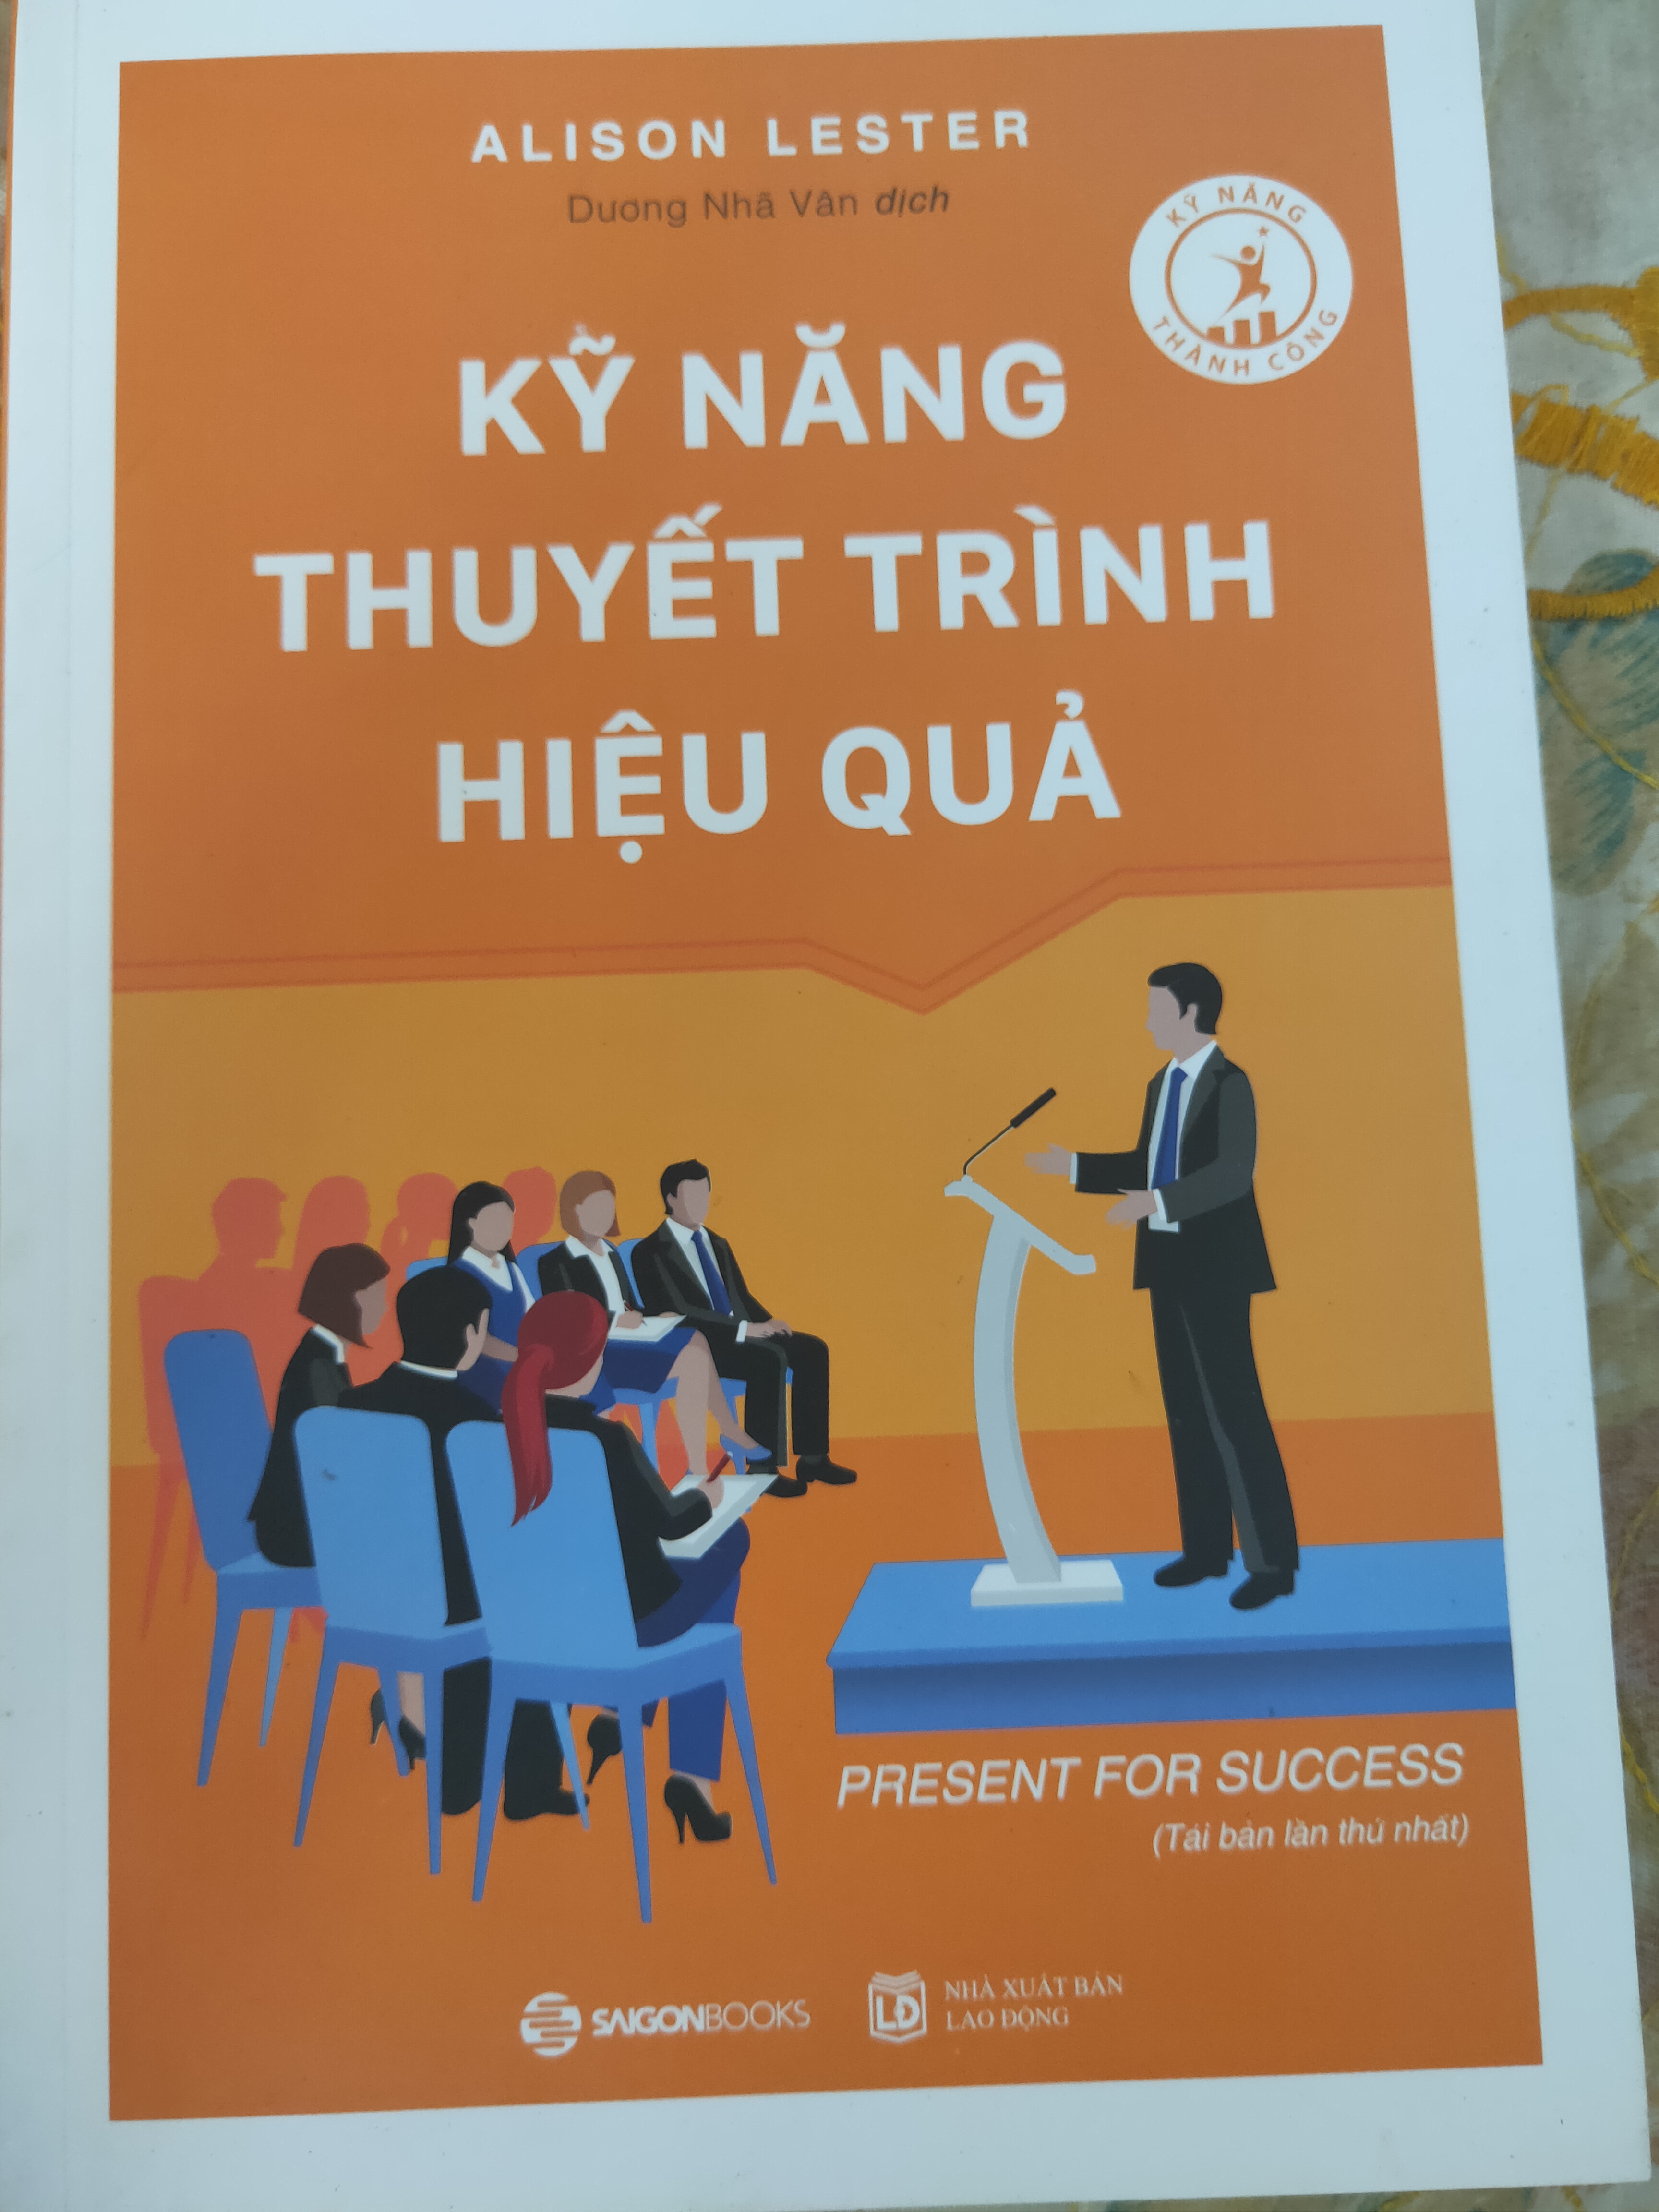 ALISON LESTER
Dương Nhã Vân dịch
KỸ NĂNG
THÀNH CÔNG
KỸ NĂNG
THUYẾT TRÌNH
HIỆU QUẢ
PRESENT FOR SUCCESS
(Tái bản lần thứ nhất)
SAIGONBOOKS
LĐ
NHÀ XUẤT BẢN
LAO ĐỘNG